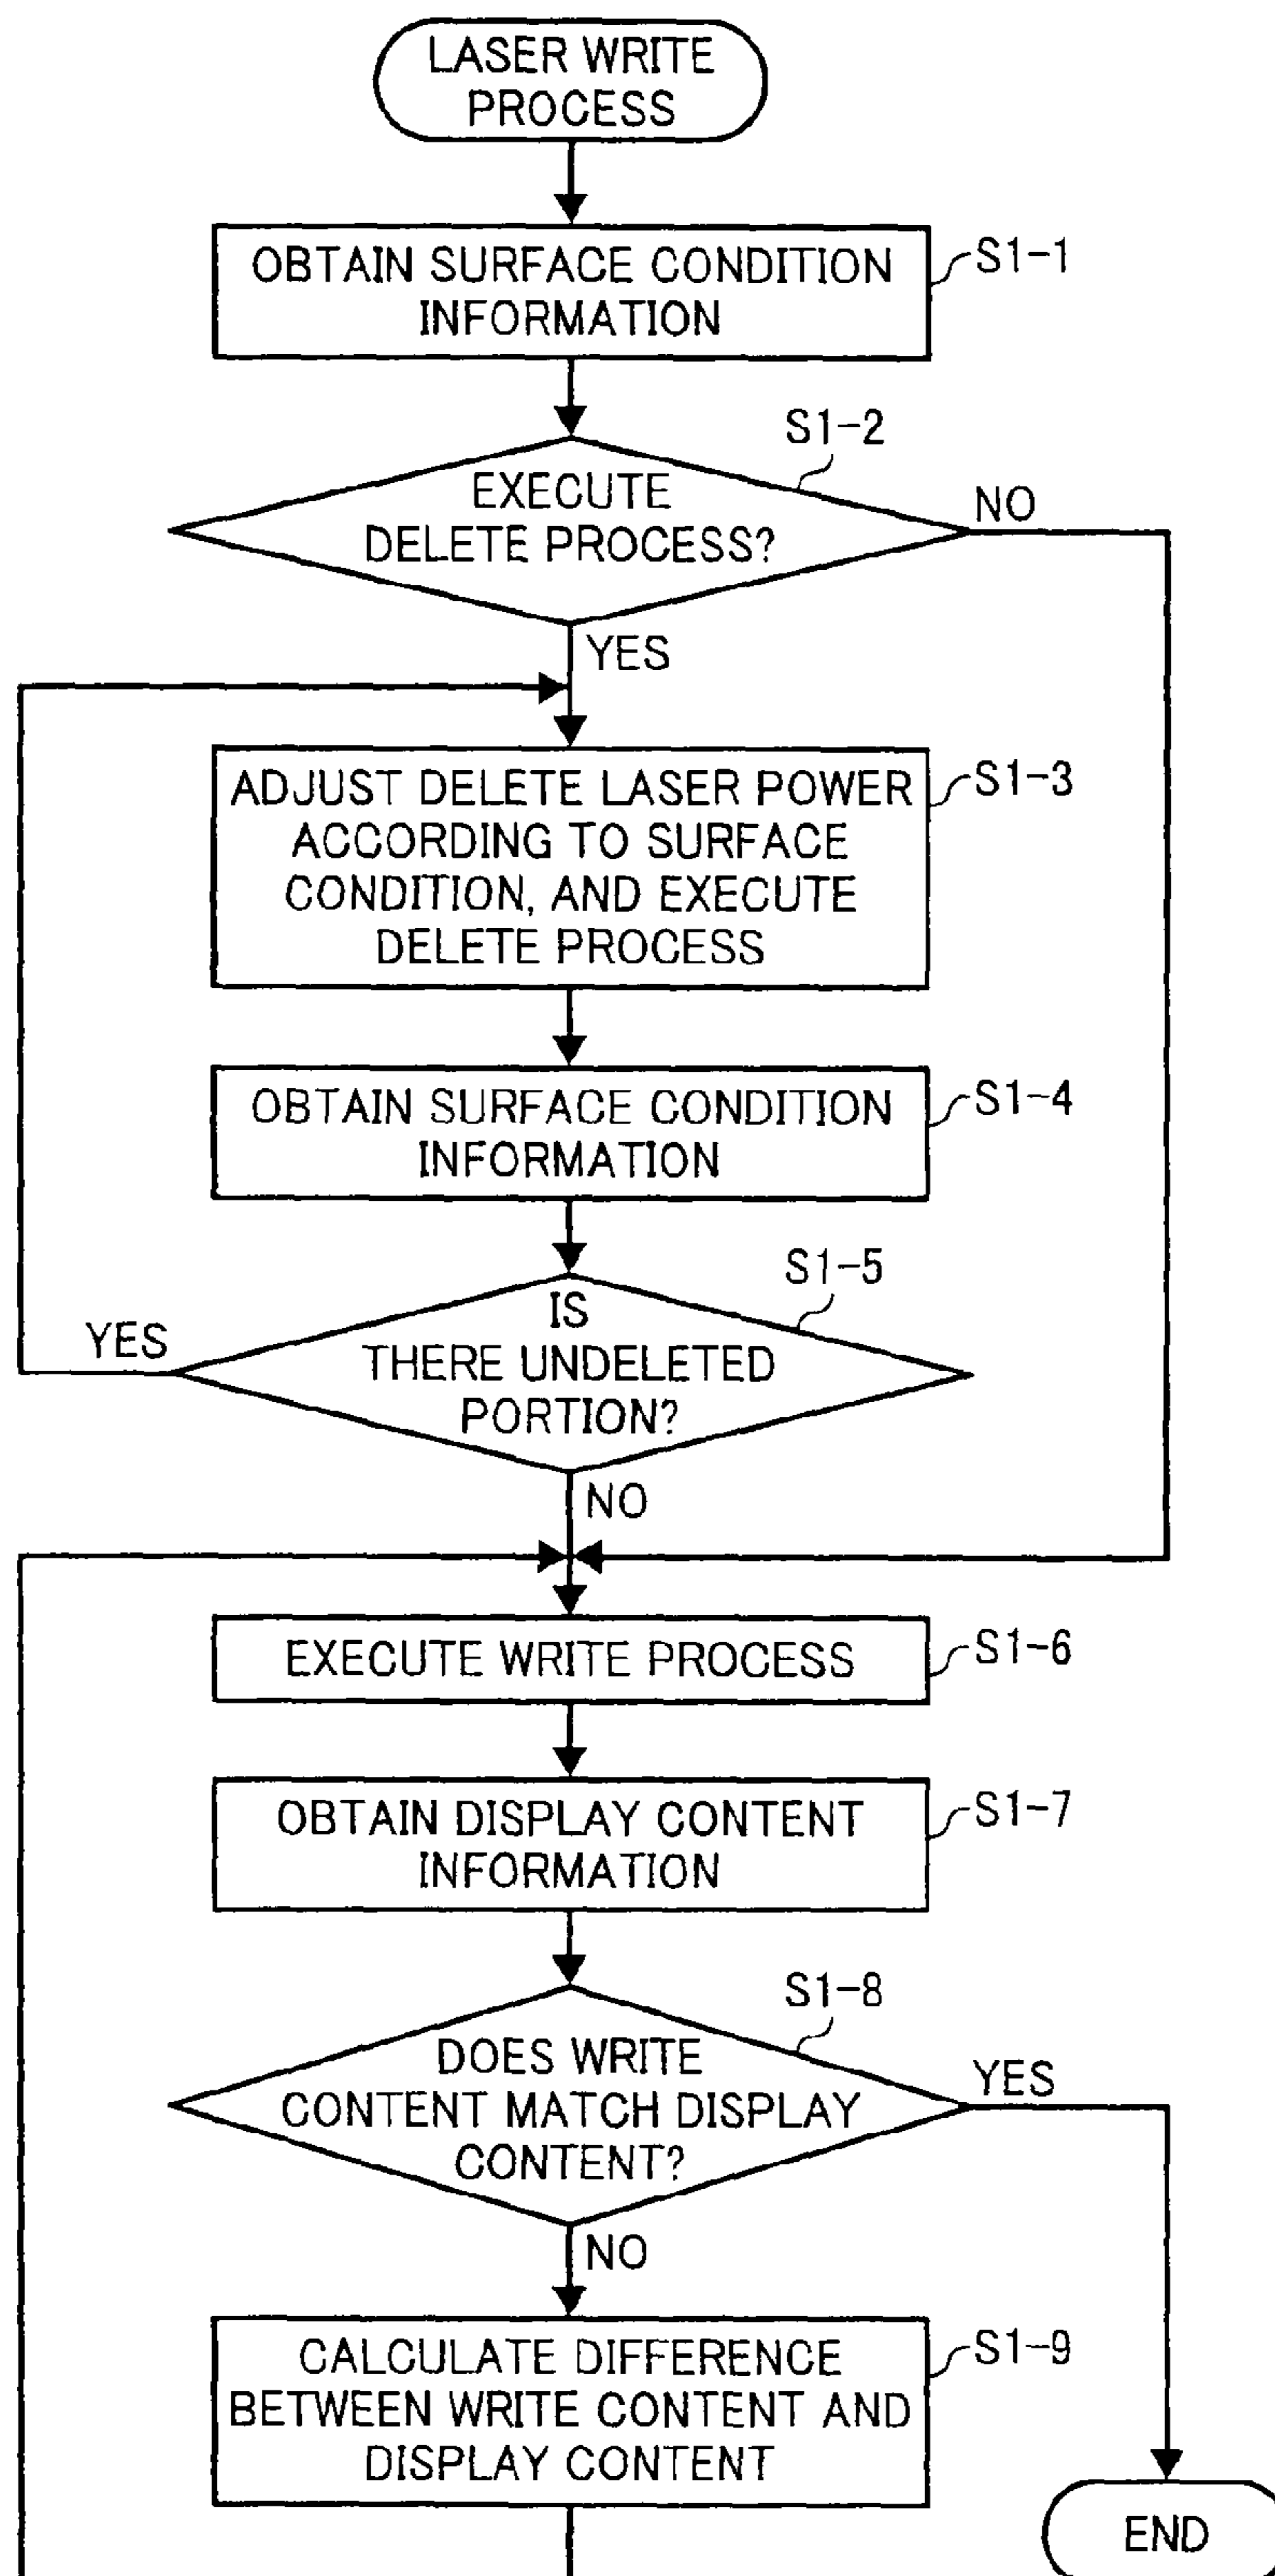 LASER WRITE
PROCESS
OBTAIN SURFACE CONDITION
INFORMATION
S1-1
S1-2
EXECUTE
DELETE PROCESS?
NO
YES
ADJUST DELETE LASER POWER
ACCORDING TO SURFACE
CONDITION, AND EXECUTE
DELETE PROCESS
S1-3
OBTAIN SURFACE CONDITION
INFORMATION
S1-4
S1-5
IS
THERE UNDELETED
PORTION?
YES
NO
EXECUTE WRITE PROCESS
S1-6
OBTAIN DISPLAY CONTENT
INFORMATION
S1-7
S1-8
DOES WRITE
CONTENT MATCH DISPLAY
CONTENT?
YES
NO
CALCULATE DIFFERENCE
BETWEEN WRITE CONTENT AND
DISPLAY CONTENT
S1-9
END